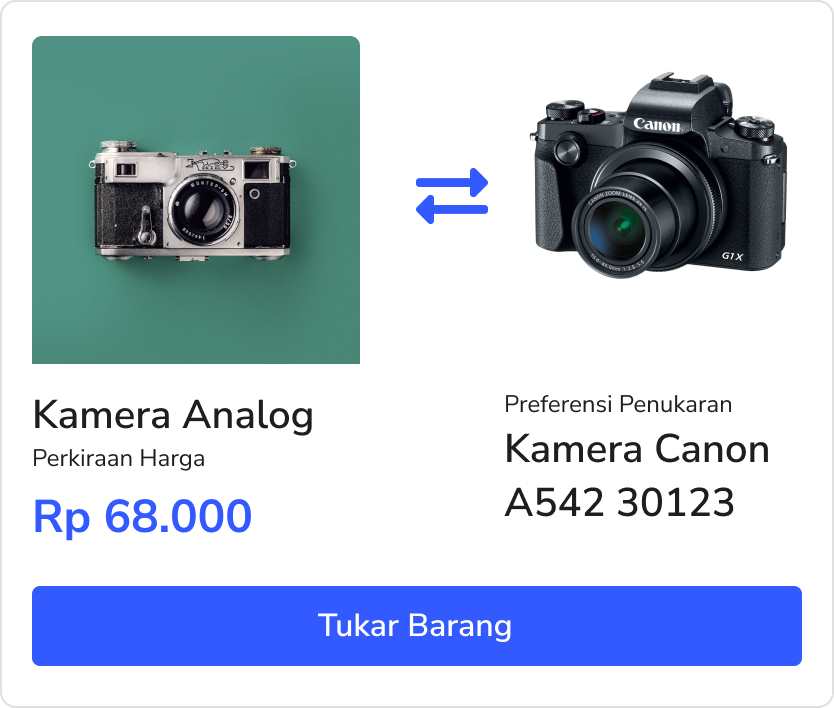 Canon
G1X
Kamera Analog
Perkiraan Harga
Rp 68.000
Preferensi Penukaran
Kamera Canon
A542 30123
Tukar Barang